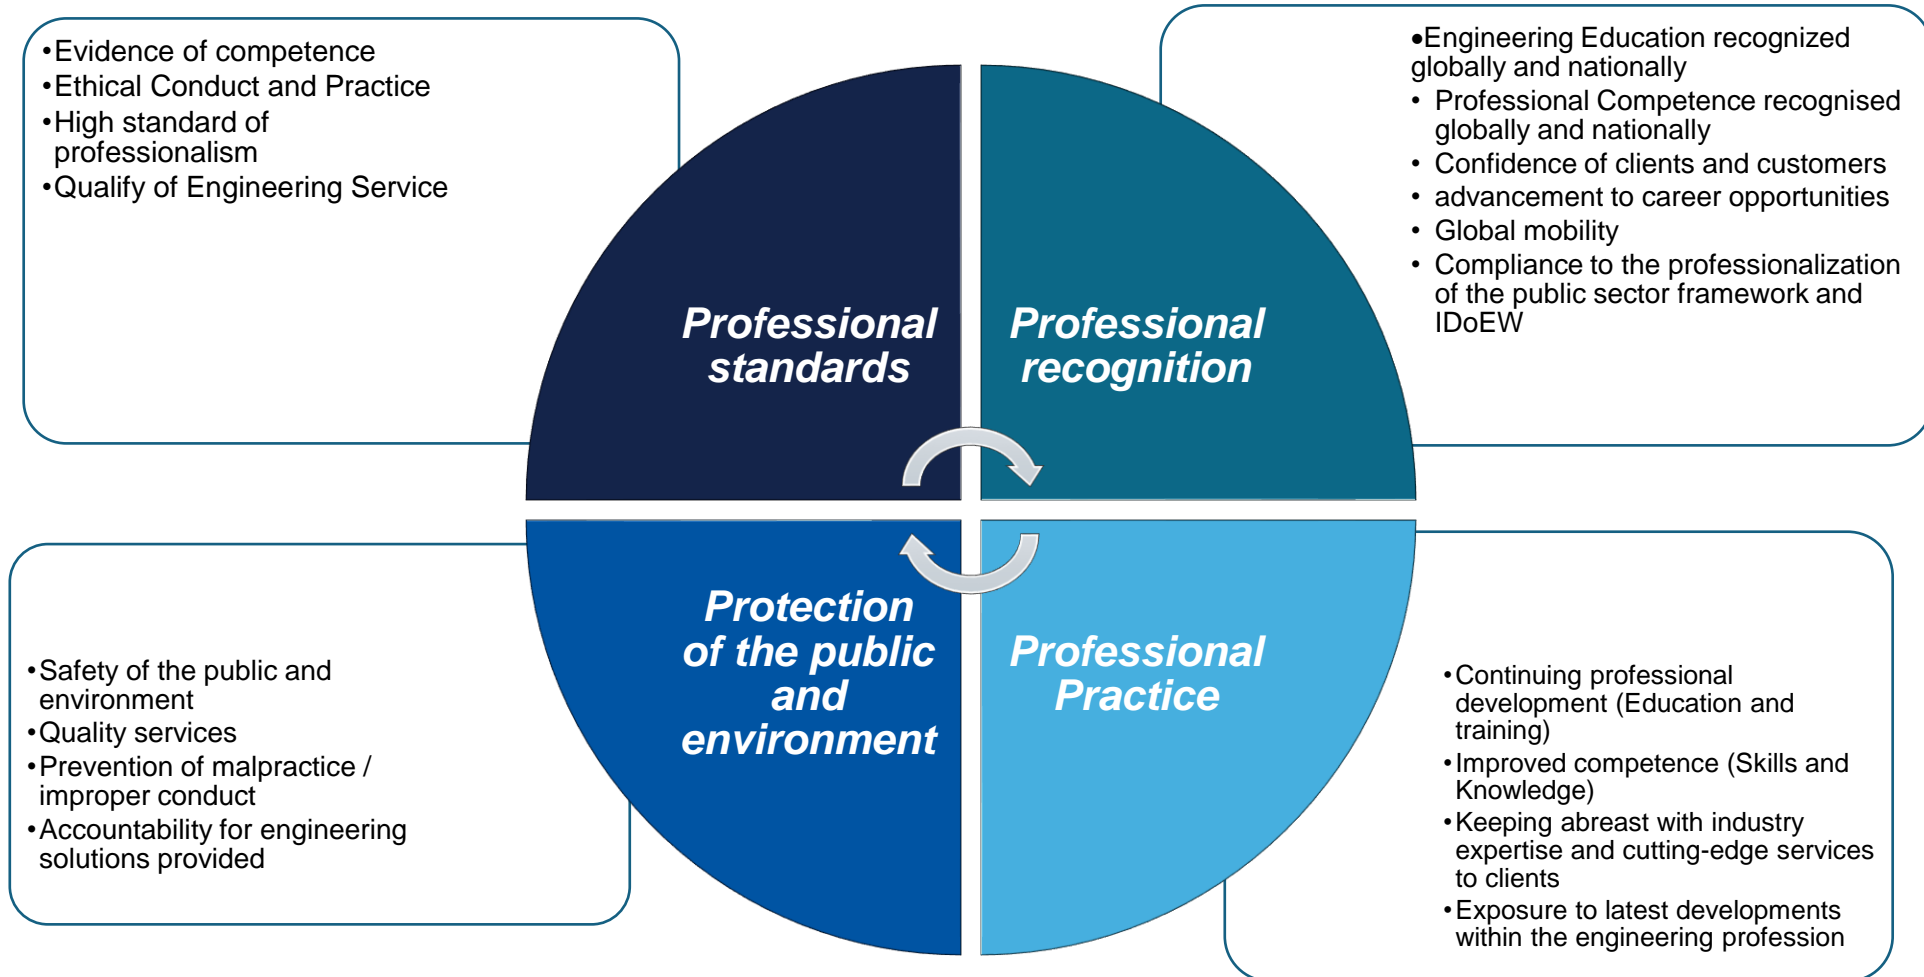 •Evidence of competence
•Ethical Conduct and Practice
•High standard of
professionalism
•Qualify of Engineering Service
•Engineering Education recognized
globally and nationally
• Professional Competence recognised
globally and nationally
• Confidence of clients and customers
• advancement to career opportunities
• Global mobility
• Compliance to the professionalization
of the public sector framework and
IDoEW
Professional
standards
Professional
recognition
Protection
of the public
and
environment
Professional
Practice
•Safety of the public and
environment
•Quality services
•Prevention of malpractice /
improper conduct
•Accountability for engineering
solutions provided
•Continuing professional
development (Education and
training)
•Improved competence (Skills and
Knowledge)
•Keeping abreast with industry
expertise and cutting-edge services
to clients
•Exposure to latest developments
within the engineering profession